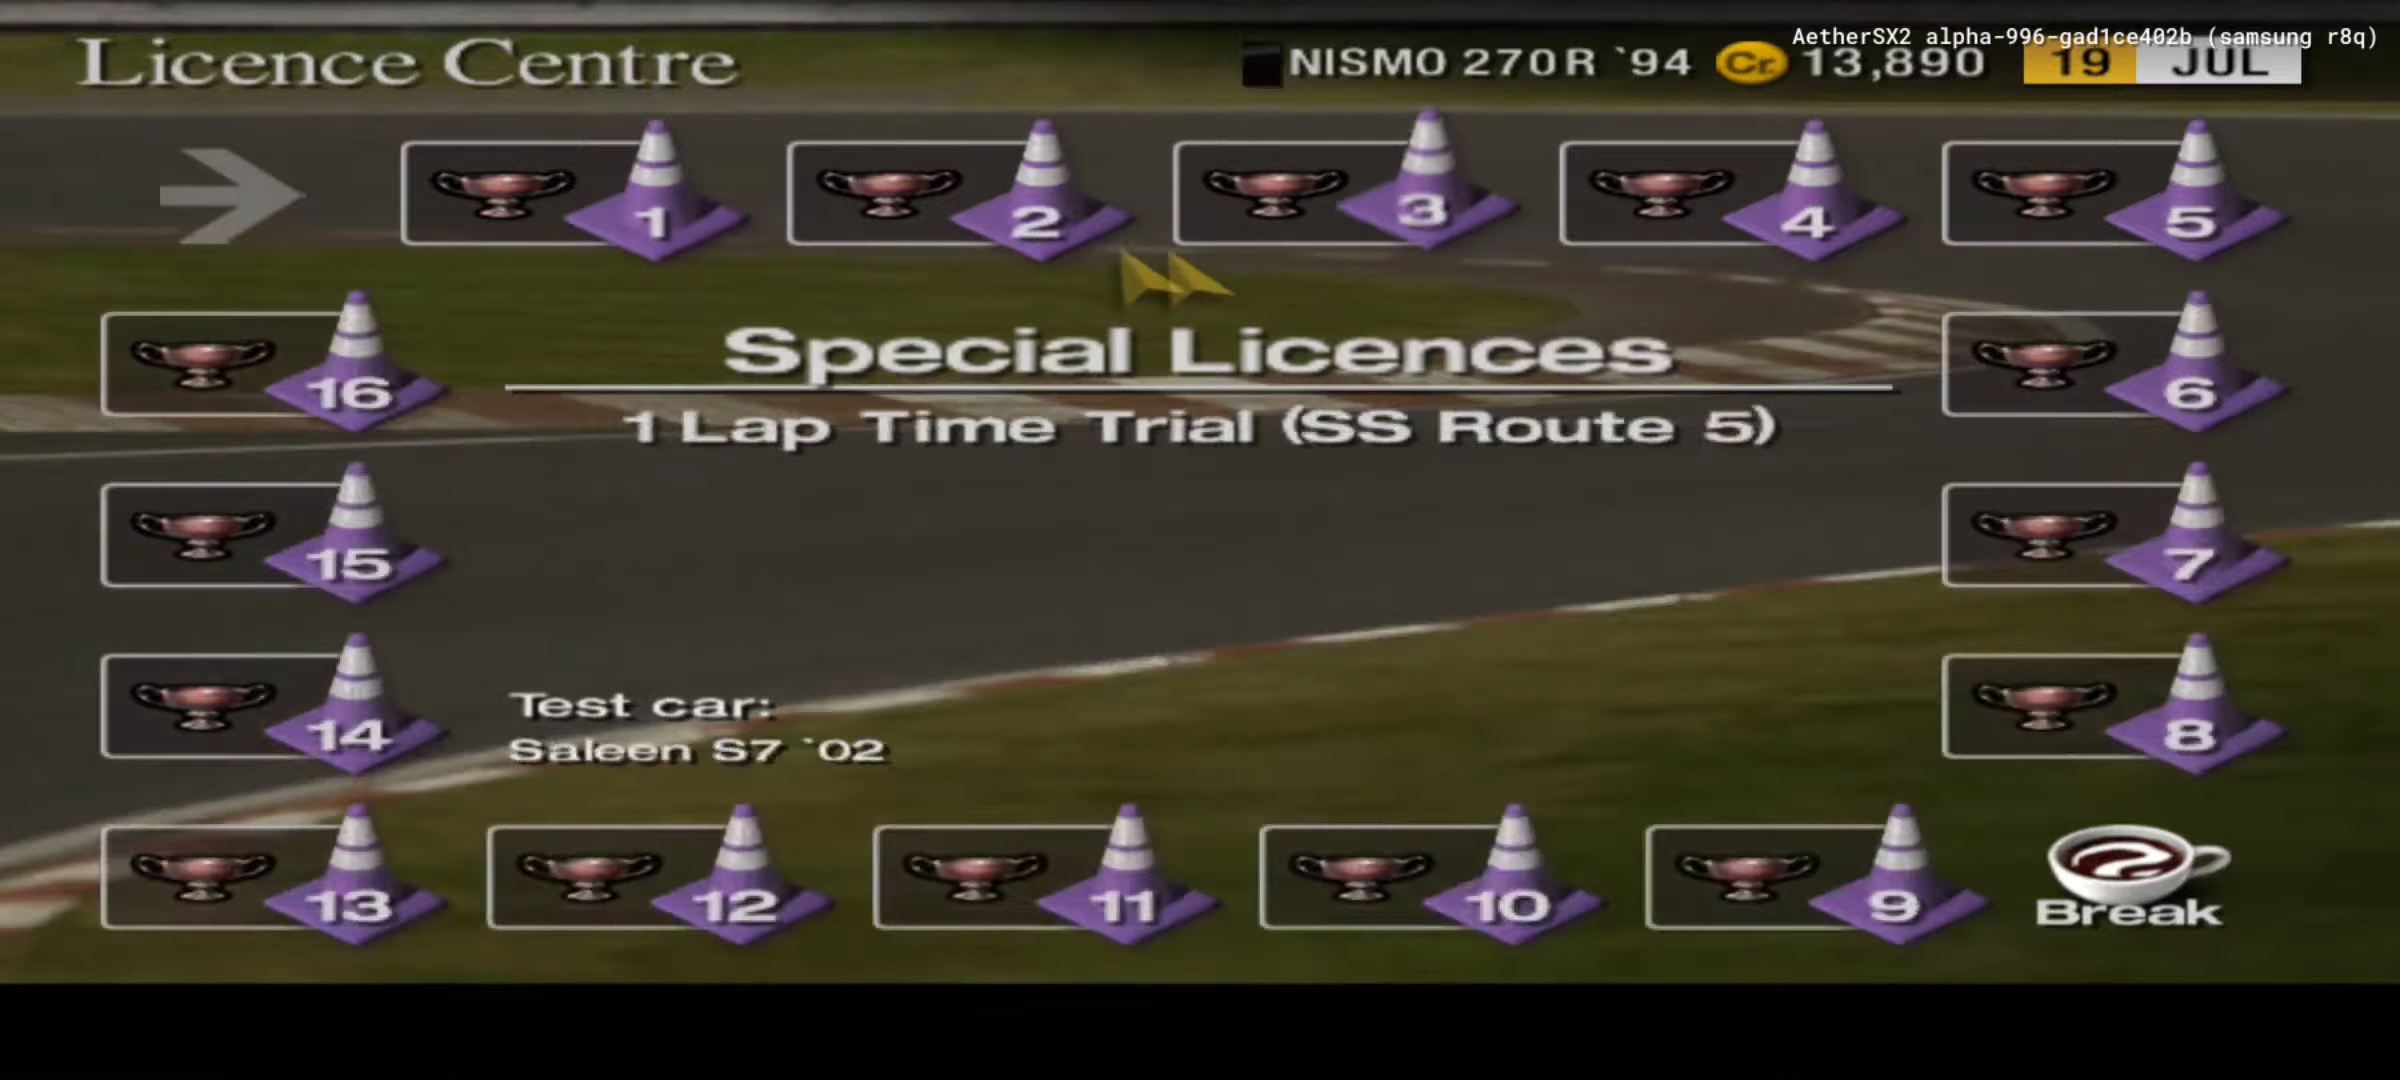 AetherSX2 alpha-996-gad1ce402b (samsung r8q)
Licence Centre
NISMO 270R `94 Cr. 13,890 19 JUL
1 2 3 4 5
16 6
Special Licences
1 Lap Time Trial (SS Route 5)
15 7
14 8
Test car:
Saleen S7 `02
13 12 11 10 9
Break